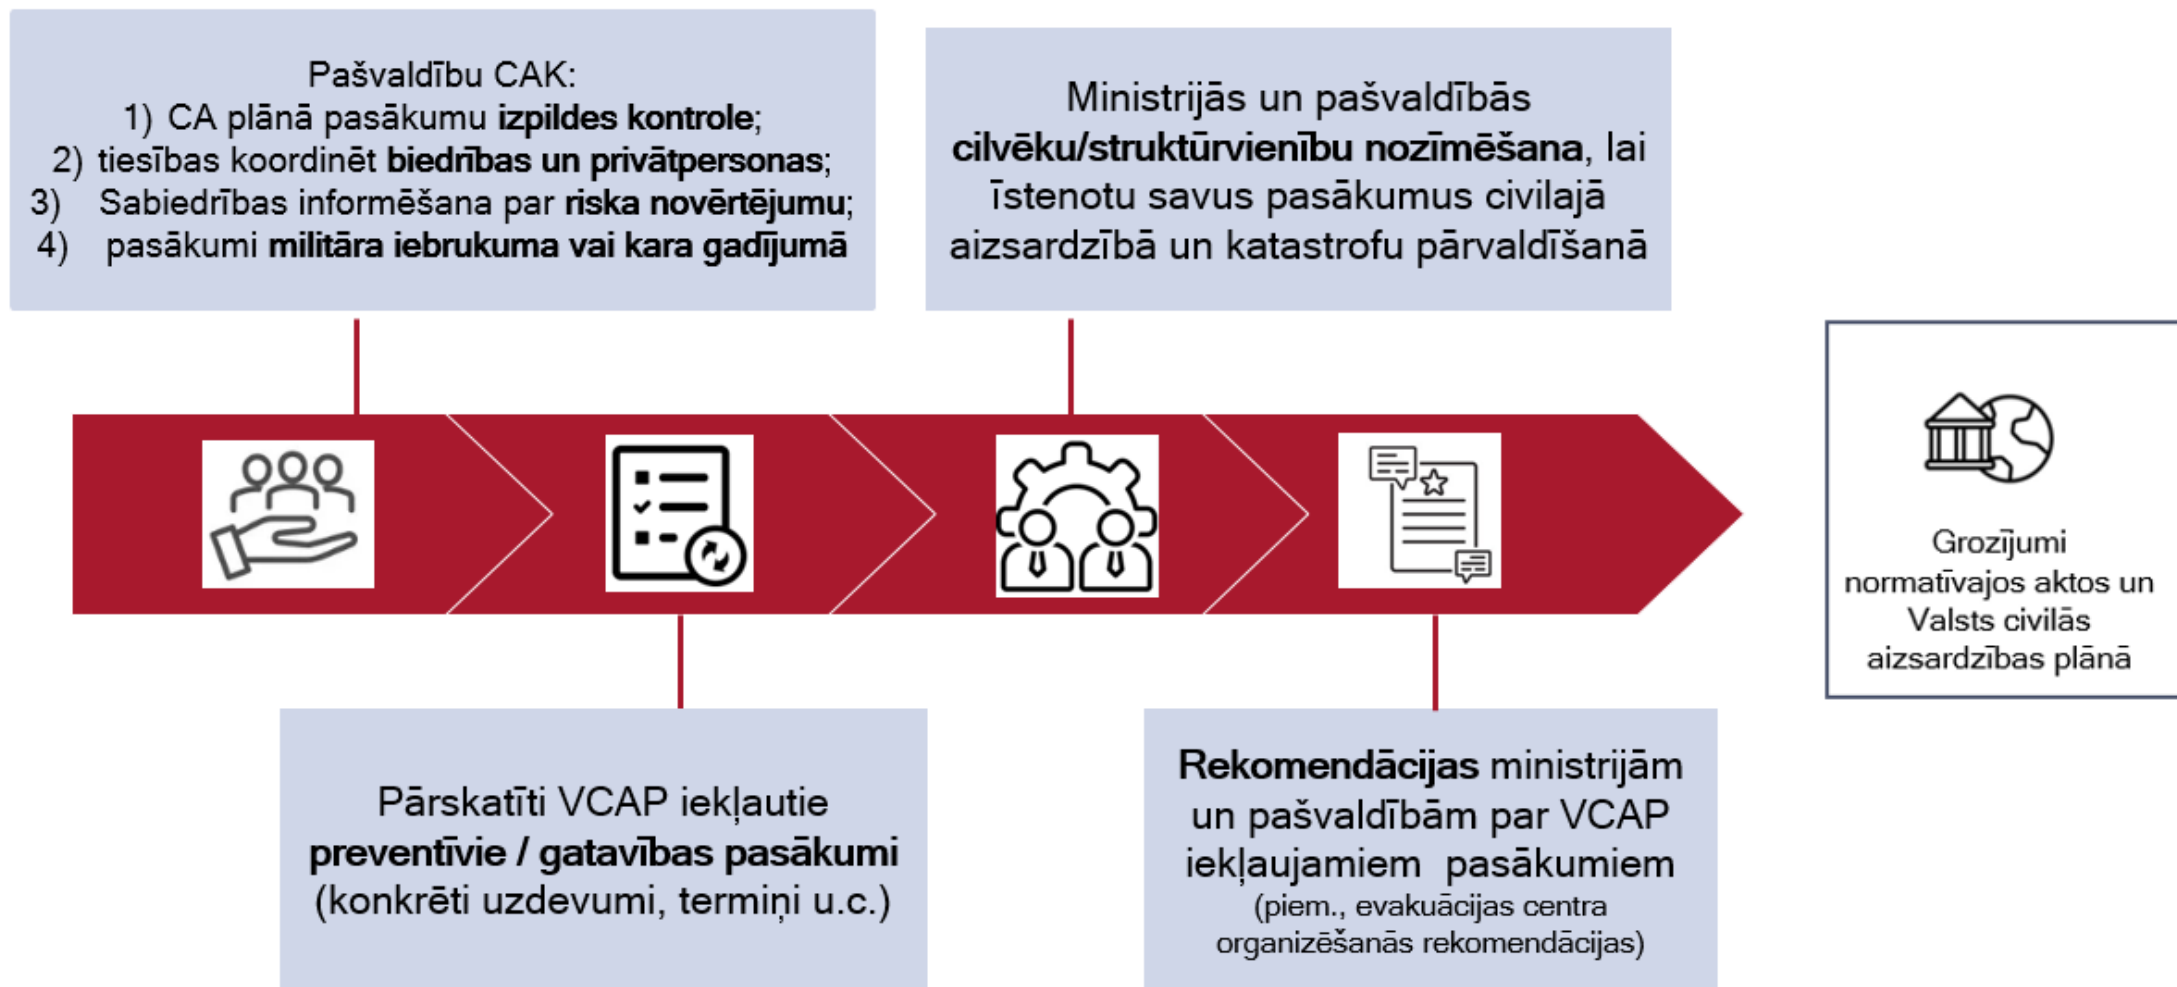 Pašvaldību CAK:
1) CA plānā pasākumu izpildes kontrole;
2) tiesības koordinēt biedrības un privātpersonas;
3) Sabiedrības informēšana par riska novērtējumu;
4) pasākumi militāra iebrukuma vai kara gadījumā
Ministrijās un pašvaldībās
cilvēku/struktūrvienību nozīmēšana, lai
īstenotu savus pasākumus civilajā
aizsardzībā un katastrofu pārvaldīšanā
Pārskatīti VCAP iekļautie
preventīvie / gatavības pasākumi
(konkrēti uzdevumi, termiņi u.c.)
Rekomendācijas ministrijām
un pašvaldībām par VCAP
iekļaujamiem pasākumiem
(piem., evakuācijas centra
organizēšanās rekomendācijas)
Grozījumi
normatīvajos aktos un
Valsts civilās
aizsardzības plānā